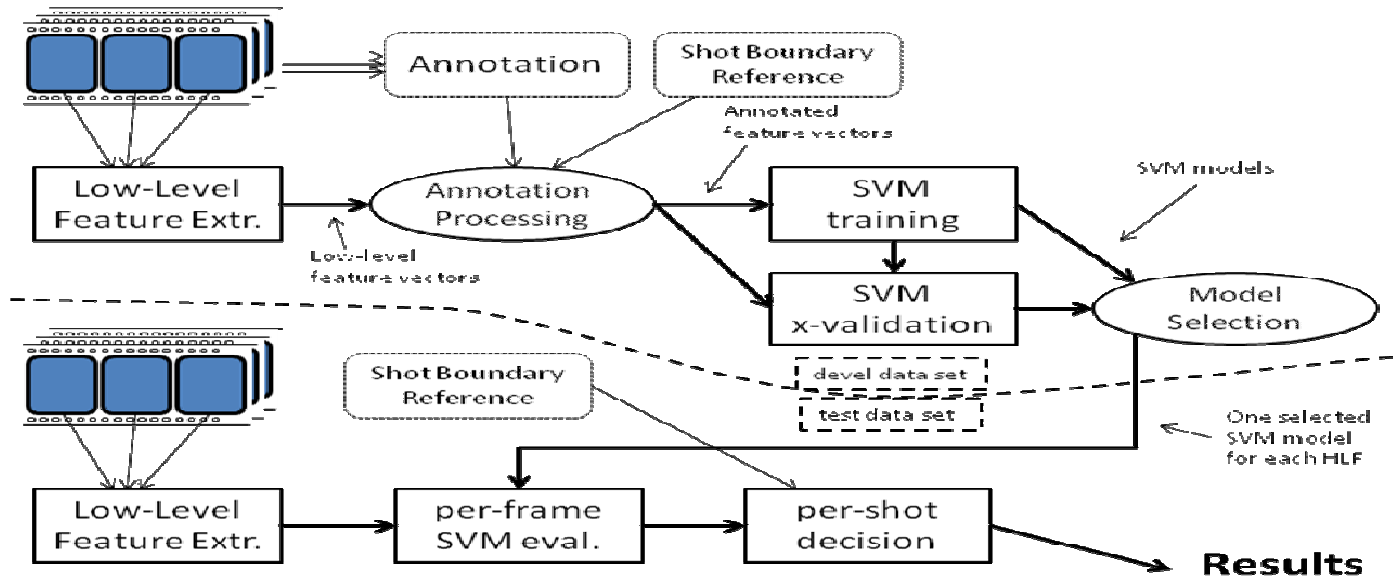 Annotation
Shot Boundary
Reference
Annotated
feature vectors
Low-Level
Feature Extr.
Annotation
Processing
SVM
training
SVM models
Low-level
feature vectors
SVM
x-validation
Model
Selection
devel data set
test data set
Shot Boundary
Reference
One selected
SVM model
for each HLF
Low-Level
Feature Extr.
per-frame
SVM eval.
per-shot
decision
Results